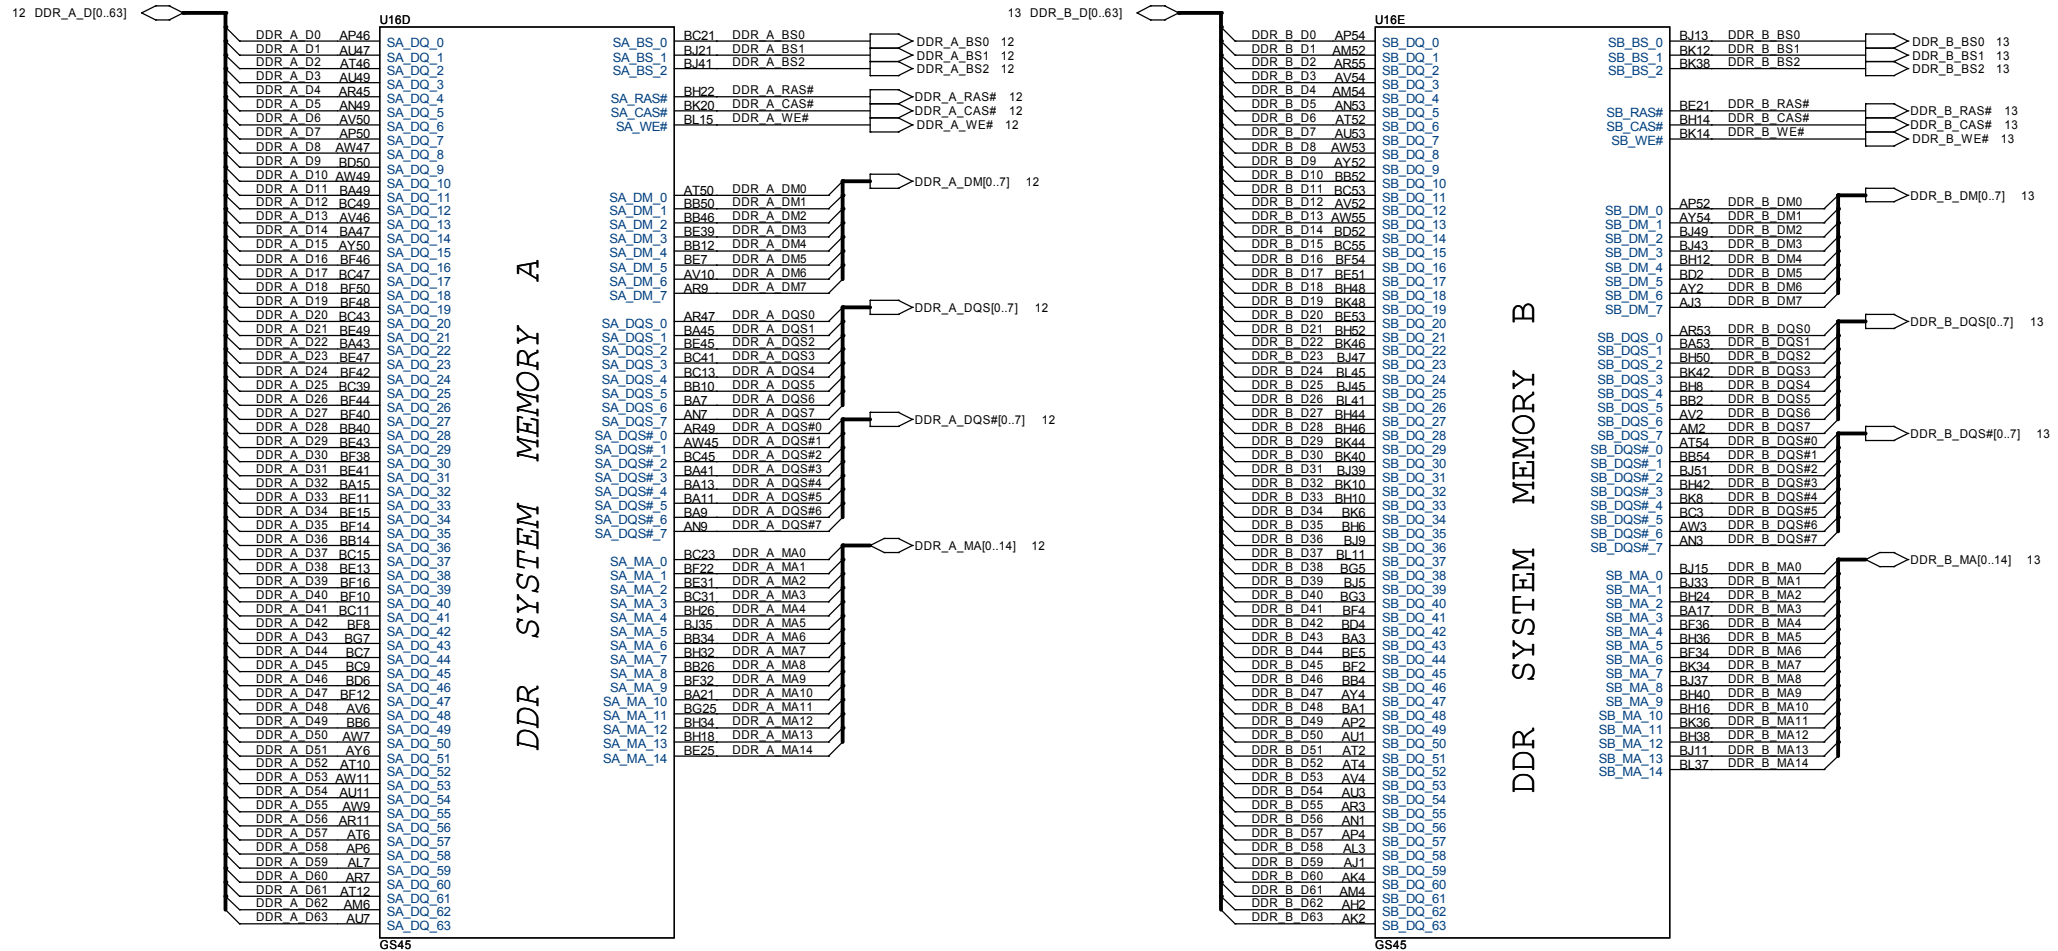 12 DDR_A_D[0..63]
U16D
DDR_A_D0 AP46 SA_DQ_0
DDR_A_D1 AU47 SA_DQ_1
DDR_A_D2 AT46 SA_DQ_2
DDR_A_D3 AU49 SA_DQ_3
DDR_A_D4 AR45 SA_DQ_4
DDR_A_D5 AN49 SA_DQ_5
DDR_A_D6 AV50 SA_DQ_6
DDR_A_D7 AP50 SA_DQ_7
DDR_A_D8 AW47 SA_DQ_8
DDR_A_D9 BD50 SA_DQ_9
DDR_A_D10 AW49 SA_DQ_10
DDR_A_D11 BA49 SA_DQ_11
DDR_A_D12 BC49 SA_DQ_12
DDR_A_D13 AV46 SA_DQ_13
DDR_A_D14 BA47 SA_DQ_14
DDR_A_D15 AY50 SA_DQ_15
DDR_A_D16 BF46 SA_DQ_16
DDR_A_D17 BC47 SA_DQ_17
DDR_A_D18 BF50 SA_DQ_18
DDR_A_D19 BF48 SA_DQ_19
DDR_A_D20 BC43 SA_DQ_20
DDR_A_D21 BE49 SA_DQ_21
DDR_A_D22 BA43 SA_DQ_22
DDR_A_D23 BE47 SA_DQ_23
DDR_A_D24 BF42 SA_DQ_24
DDR_A_D25 BC39 SA_DQ_25
DDR_A_D26 BF44 SA_DQ_26
DDR_A_D27 BF40 SA_DQ_27
DDR_A_D28 BB40 SA_DQ_28
DDR_A_D29 BE43 SA_DQ_29
DDR_A_D30 BF38 SA_DQ_30
DDR_A_D31 BE41 SA_DQ_31
DDR_A_D32 BA15 SA_DQ_32
DDR_A_D33 BE11 SA_DQ_33
DDR_A_D34 BE15 SA_DQ_34
DDR_A_D35 BF14 SA_DQ_35
DDR_A_D36 BB14 SA_DQ_36
DDR_A_D37 BC15 SA_DQ_37
DDR_A_D38 BE13 SA_DQ_38
DDR_A_D39 BF16 SA_DQ_39
DDR_A_D40 BF10 SA_DQ_40
DDR_A_D41 BC11 SA_DQ_41
DDR_A_D42 BF8 SA_DQ_42
DDR_A_D43 BG7 SA_DQ_43
DDR_A_D44 BC7 SA_DQ_44
DDR_A_D45 BC9 SA_DQ_45
DDR_A_D46 BD6 SA_DQ_46
DDR_A_D47 BF12 SA_DQ_47
DDR_A_D48 AV6 SA_DQ_48
DDR_A_D49 BB6 SA_DQ_49
DDR_A_D50 AW7 SA_DQ_50
DDR_A_D51 AY6 SA_DQ_51
DDR_A_D52 AT10 SA_DQ_52
DDR_A_D53 AW11 SA_DQ_53
DDR_A_D54 AU11 SA_DQ_54
DDR_A_D55 AW9 SA_DQ_55
DDR_A_D56 AR11 SA_DQ_56
DDR_A_D57 AT6 SA_DQ_57
DDR_A_D58 AP6 SA_DQ_58
DDR_A_D59 AL7 SA_DQ_59
DDR_A_D60 AR7 SA_DQ_60
DDR_A_D61 AT12 SA_DQ_61
DDR_A_D62 AM6 SA_DQ_62
DDR_A_D63 AU7 SA_DQ_63
DDR SYSTEM MEMORY A
SA_BS_0 BC21 DDR_A_BS0 DDR_A_BS0 12
SA_BS_1 BJ21 DDR_A_BS1 DDR_A_BS1 12
SA_BS_2 BJ41 DDR_A_BS2 DDR_A_BS2 12
SA_RAS# BH22 DDR_A_RAS# DDR_A_RAS# 12
SA_CAS# BK20 DDR_A_CAS# DDR_A_CAS# 12
SA_WE# BL15 DDR_A_WE# DDR_A_WE# 12
DDR_A_DM[0..7] 12
SA_DM_0 AT50 DDR_A_DM0
SA_DM_1 BB50 DDR_A_DM1
SA_DM_2 BB46 DDR_A_DM2
SA_DM_3 BE39 DDR_A_DM3
SA_DM_4 BB12 DDR_A_DM4
SA_DM_5 BE7 DDR_A_DM5
SA_DM_6 AV10 DDR_A_DM6
SA_DM_7 AR9 DDR_A_DM7
DDR_A_DQS[0..7] 12
SA_DQS_0 AR47 DDR_A_DQS0
SA_DQS_1 BA45 DDR_A_DQS1
SA_DQS_2 BE45 DDR_A_DQS2
SA_DQS_3 BC41 DDR_A_DQS3
SA_DQS_4 BC13 DDR_A_DQS4
SA_DQS_5 BB10 DDR_A_DQS5
SA_DQS_6 BA7 DDR_A_DQS6
SA_DQS_7 AN7 DDR_A_DQS7
DDR_A_DQS#[0..7] 12
SA_DQS#_0 AR49 DDR_A_DQS#0
SA_DQS#_1 AW45 DDR_A_DQS#1
SA_DQS#_2 BC45 DDR_A_DQS#2
SA_DQS#_3 BA41 DDR_A_DQS#3
SA_DQS#_4 BA13 DDR_A_DQS#4
SA_DQS#_5 BA11 DDR_A_DQS#5
SA_DQS#_6 BA9 DDR_A_DQS#6
SA_DQS#_7 AN9 DDR_A_DQS#7
DDR_A_MA[0..14] 12
SA_MA_0 BC23 DDR_A_MA0
SA_MA_1 BF22 DDR_A_MA1
SA_MA_2 BE31 DDR_A_MA2
SA_MA_3 BC31 DDR_A_MA3
SA_MA_4 BH26 DDR_A_MA4
SA_MA_5 BJ35 DDR_A_MA5
SA_MA_6 BB34 DDR_A_MA6
SA_MA_7 BH32 DDR_A_MA7
SA_MA_8 BB26 DDR_A_MA8
SA_MA_9 BF32 DDR_A_MA9
SA_MA_10 BA21 DDR_A_MA10
SA_MA_11 BG25 DDR_A_MA11
SA_MA_12 BH34 DDR_A_MA12
SA_MA_13 BH18 DDR_A_MA13
SA_MA_14 BE25 DDR_A_MA14
GS45
13 DDR_B_D[0..63]
U16E
DDR_B_D0 AP54 SB_DQ_0
DDR_B_D1 AM52 SB_DQ_1
DDR_B_D2 AR55 SB_DQ_2
DDR_B_D3 AV54 SB_DQ_3
DDR_B_D4 AM54 SB_DQ_4
DDR_B_D5 AN53 SB_DQ_5
DDR_B_D6 AT52 SB_DQ_6
DDR_B_D7 AU53 SB_DQ_7
DDR_B_D8 AW53 SB_DQ_8
DDR_B_D9 AY52 SB_DQ_9
DDR_B_D10 BB52 SB_DQ_10
DDR_B_D11 BC53 SB_DQ_11
DDR_B_D12 AV52 SB_DQ_12
DDR_B_D13 AW55 SB_DQ_13
DDR_B_D14 BD52 SB_DQ_14
DDR_B_D15 BC55 SB_DQ_15
DDR_B_D16 BF54 SB_DQ_16
DDR_B_D17 BE51 SB_DQ_17
DDR_B_D18 BH48 SB_DQ_18
DDR_B_D19 BK48 SB_DQ_19
DDR_B_D20 BE53 SB_DQ_20
DDR_B_D21 BH52 SB_DQ_21
DDR_B_D22 BK46 SB_DQ_22
DDR_B_D23 BJ47 SB_DQ_23
DDR_B_D24 BL45 SB_DQ_24
DDR_B_D25 BJ45 SB_DQ_25
DDR_B_D26 BL41 SB_DQ_26
DDR_B_D27 BH44 SB_DQ_27
DDR_B_D28 BH46 SB_DQ_28
DDR_B_D29 BK44 SB_DQ_29
DDR_B_D30 BK40 SB_DQ_30
DDR_B_D31 BJ39 SB_DQ_31
DDR_B_D32 BK10 SB_DQ_32
DDR_B_D33 BH10 SB_DQ_33
DDR_B_D34 BK6 SB_DQ_34
DDR_B_D35 BH6 SB_DQ_35
DDR_B_D36 BJ9 SB_DQ_36
DDR_B_D37 BL11 SB_DQ_37
DDR_B_D38 BG5 SB_DQ_38
DDR_B_D39 BJ5 SB_DQ_39
DDR_B_D40 BG3 SB_DQ_40
DDR_B_D41 BF4 SB_DQ_41
DDR_B_D42 BD4 SB_DQ_42
DDR_B_D43 BA3 SB_DQ_43
DDR_B_D44 BE5 SB_DQ_44
DDR_B_D45 BF2 SB_DQ_45
DDR_B_D46 BB4 SB_DQ_46
DDR_B_D47 AY4 SB_DQ_47
DDR_B_D48 BA1 SB_DQ_48
DDR_B_D49 AP2 SB_DQ_49
DDR_B_D50 AU1 SB_DQ_50
DDR_B_D51 AT2 SB_DQ_51
DDR_B_D52 AT4 SB_DQ_52
DDR_B_D53 AV4 SB_DQ_53
DDR_B_D54 AU3 SB_DQ_54
DDR_B_D55 AR3 SB_DQ_55
DDR_B_D56 AN1 SB_DQ_56
DDR_B_D57 AP4 SB_DQ_57
DDR_B_D58 AL3 SB_DQ_58
DDR_B_D59 AJ1 SB_DQ_59
DDR_B_D60 AK4 SB_DQ_60
DDR_B_D61 AM4 SB_DQ_61
DDR_B_D62 AH2 SB_DQ_62
DDR_B_D63 AK2 SB_DQ_63
DDR SYSTEM MEMORY B
SB_BS_0 BJ13 DDR_B_BS0 DDR_B_BS0 13
SB_BS_1 BK12 DDR_B_BS1 DDR_B_BS1 13
SB_BS_2 BK38 DDR_B_BS2 DDR_B_BS2 13
SB_RAS# BE21 DDR_B_RAS# DDR_B_RAS# 13
SB_CAS# BH14 DDR_B_CAS# DDR_B_CAS# 13
SB_WE# BK14 DDR_B_WE# DDR_B_WE# 13
DDR_B_DM[0..7] 13
SB_DM_0 AP52 DDR_B_DM0
SB_DM_1 AY54 DDR_B_DM1
SB_DM_2 BJ49 DDR_B_DM2
SB_DM_3 BJ43 DDR_B_DM3
SB_DM_4 BH12 DDR_B_DM4
SB_DM_5 BD2 DDR_B_DM5
SB_DM_6 AY2 DDR_B_DM6
SB_DM_7 AJ3 DDR_B_DM7
DDR_B_DQS[0..7] 13
SB_DQS_0 AR53 DDR_B_DQS0
SB_DQS_1 BA53 DDR_B_DQS1
SB_DQS_2 BH50 DDR_B_DQS2
SB_DQS_3 BK42 DDR_B_DQS3
SB_DQS_4 BH8 DDR_B_DQS4
SB_DQS_5 BB2 DDR_B_DQS5
SB_DQS_6 AV2 DDR_B_DQS6
SB_DQS_7 AM2 DDR_B_DQS7
DDR_B_DQS#[0..7] 13
SB_DQS#_0 AT54 DDR_B_DQS#0
SB_DQS#_1 BB54 DDR_B_DQS#1
SB_DQS#_2 BJ51 DDR_B_DQS#2
SB_DQS#_3 BH42 DDR_B_DQS#3
SB_DQS#_4 BK8 DDR_B_DQS#4
SB_DQS#_5 BC3 DDR_B_DQS#5
SB_DQS#_6 AW3 DDR_B_DQS#6
SB_DQS#_7 AN3 DDR_B_DQS#7
DDR_B_MA[0..14] 13
SB_MA_0 BJ15 DDR_B_MA0
SB_MA_1 BJ33 DDR_B_MA1
SB_MA_2 BH24 DDR_B_MA2
SB_MA_3 BA17 DDR_B_MA3
SB_MA_4 BF36 DDR_B_MA4
SB_MA_5 BH36 DDR_B_MA5
SB_MA_6 BF34 DDR_B_MA6
SB_MA_7 BK34 DDR_B_MA7
SB_MA_8 BJ37 DDR_B_MA8
SB_MA_9 BH40 DDR_B_MA9
SB_MA_10 BH16 DDR_B_MA10
SB_MA_11 BK36 DDR_B_MA11
SB_MA_12 BH38 DDR_B_MA12
SB_MA_13 BJ11 DDR_B_MA13
SB_MA_14 BL37 DDR_B_MA14
GS45